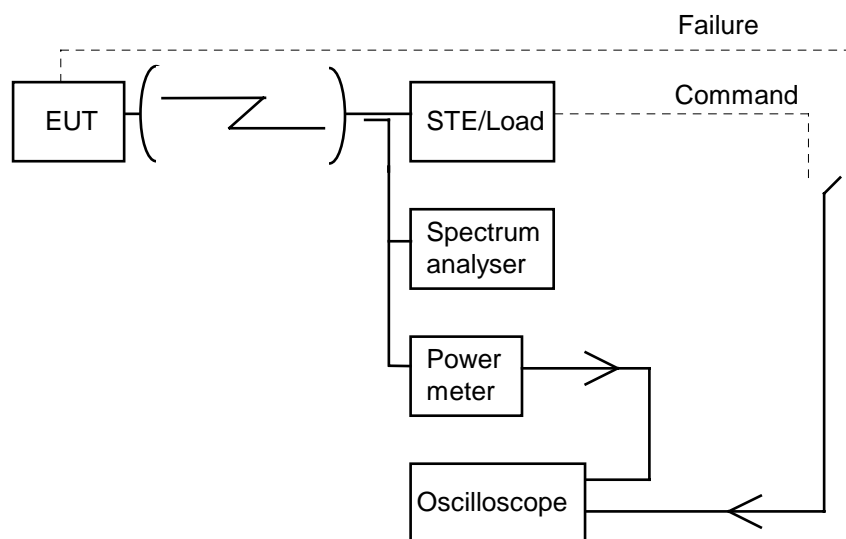 Failure
EUT
STE/Load
Command
Spectrum
analyser
Power
meter
Oscilloscope